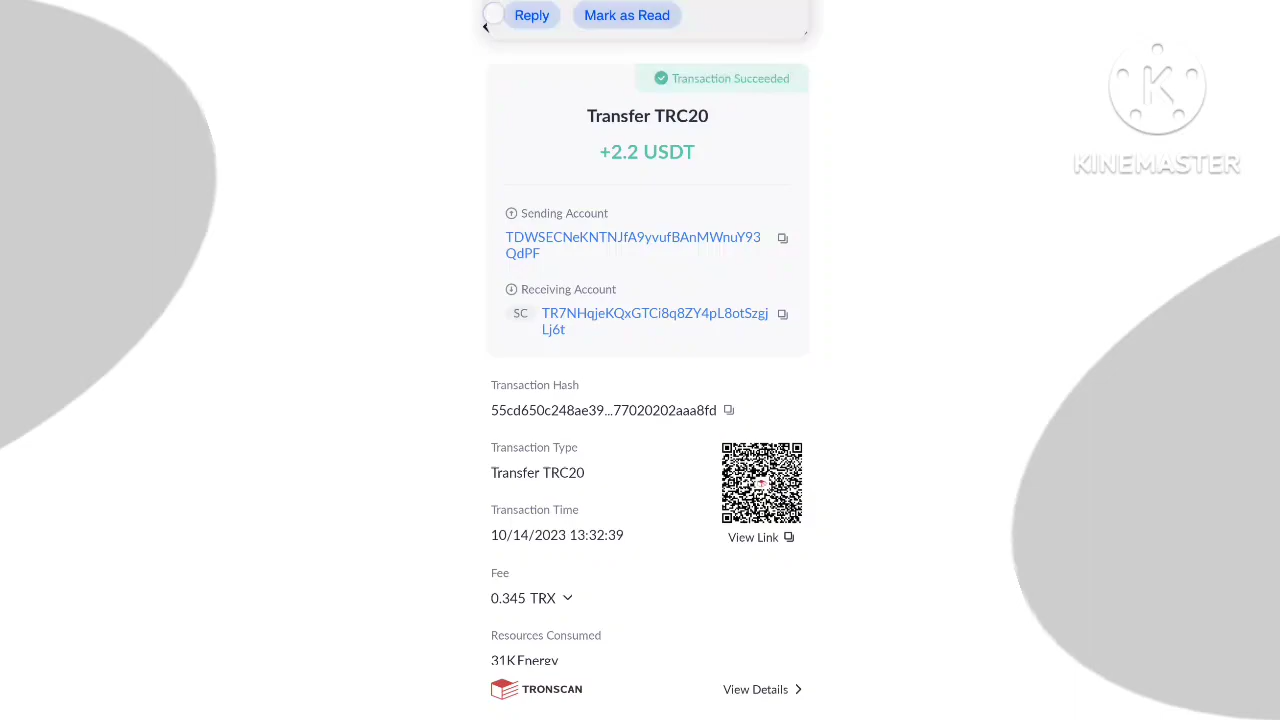 Reply
Mark as Read
Transaction Succeeded
Transfer TRC20
+2.2 USDT
Sending Account
TDWSECNeKNTNJfA9yvufBAnMWnuY93
QdPF
Receiving Account
SC TR7NHqjeKQxGTCi8q8ZY4pL8otSzgj
Lj6t
Transaction Hash
55cd650c248ae39...77020202aaa8fd
Transaction Type
Transfer TRC20
View Link
Transaction Time
10/14/2023 13:32:39
Fee
0.345 TRX
Resources Consumed
31K Energy
TRONSCAN
View Details
K
KINEMASTER